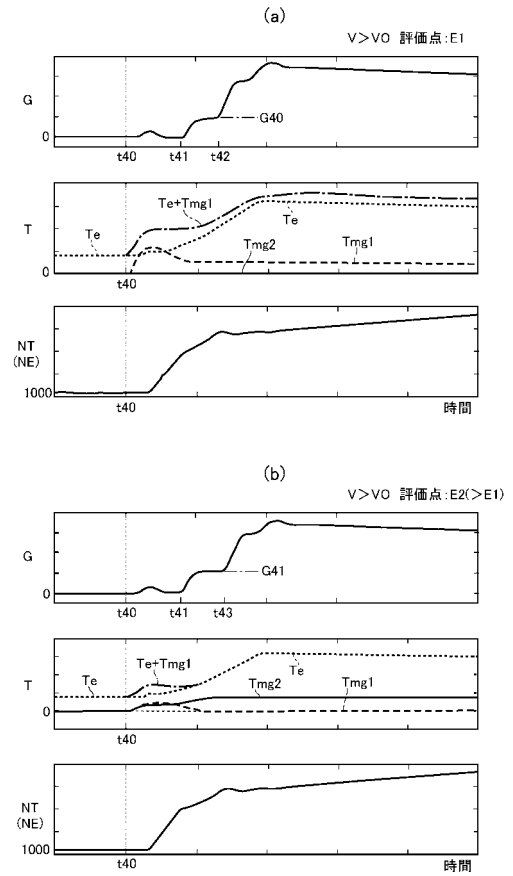 (a)
V>VO 評価点:E1
G
G40
0
t40 t41 t42
Te+Tmg1
Te
T
Te
Tmg2
Tmg1
0
t40
NT
(NE)
1000
t40
時間
(b)
V>VO 評価点:E2(>E1)
G
G41
0
t40 t41 t43
Te+Tmg1
Te
T
Te
Tmg2
Tmg1
0
t40
NT
(NE)
1000
t40
時間